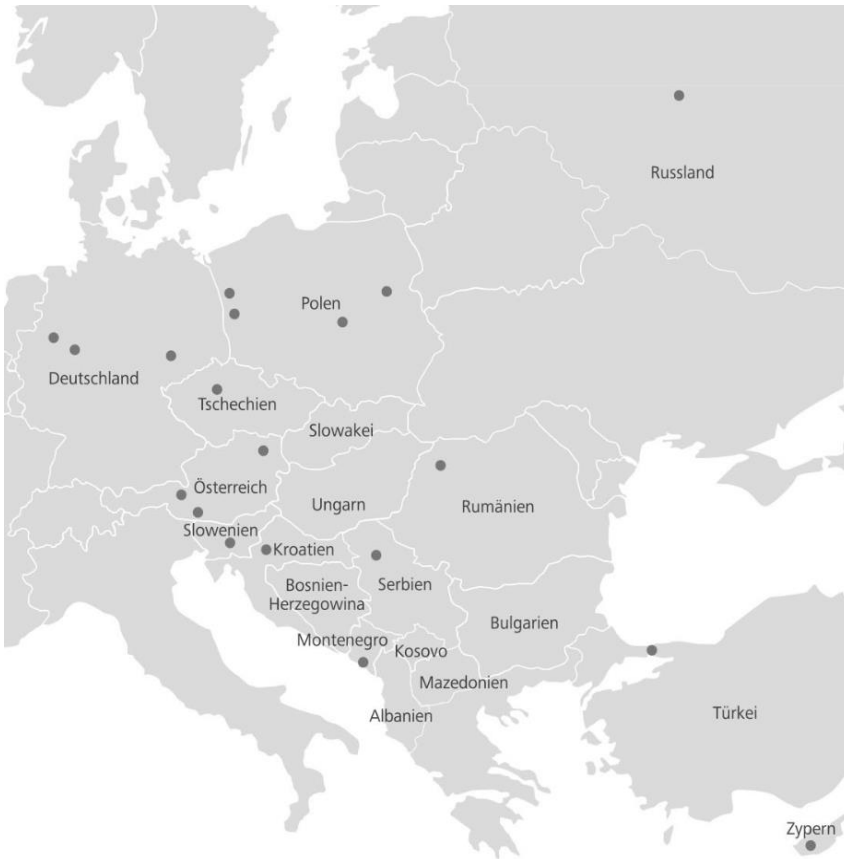 Russland
Polen
Deutschland
Tschechien
Slowakei
Österreich
Ungarn
Rumänien
Slowenien
Kroatien
Bosnien-
Herzegowina
Serbien
Bulgarien
Montenegro
Kosovo
Mazedonien
Albanien
Türkei
Zypern